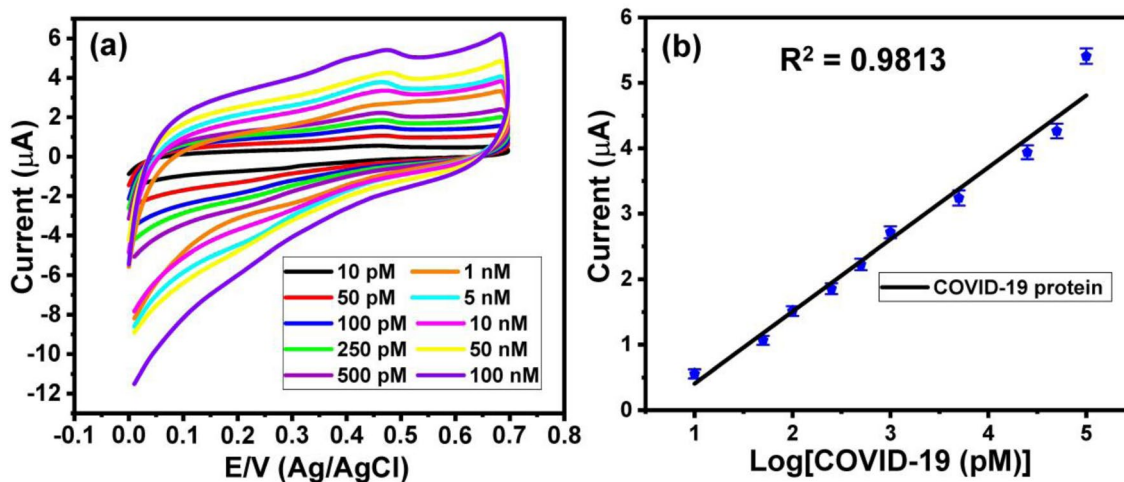 (a)
6
4
2
0
-2
-4
-6
-8
-10
-12
Current (μA)
10 pM 1 nM
50 pM 5 nM
100 pM 10 nM
250 pM 50 nM
500 pM 100 nM
-0.1 0.0 0.1 0.2 0.3 0.4 0.5 0.6 0.7 0.8
E/V (Ag/AgCl)
(b)
R² = 0.9813
6
5
4
3
2
1
0
Current (μA)
COVID-19 protein
1 2 3 4 5
Log[COVID-19 (pM)]